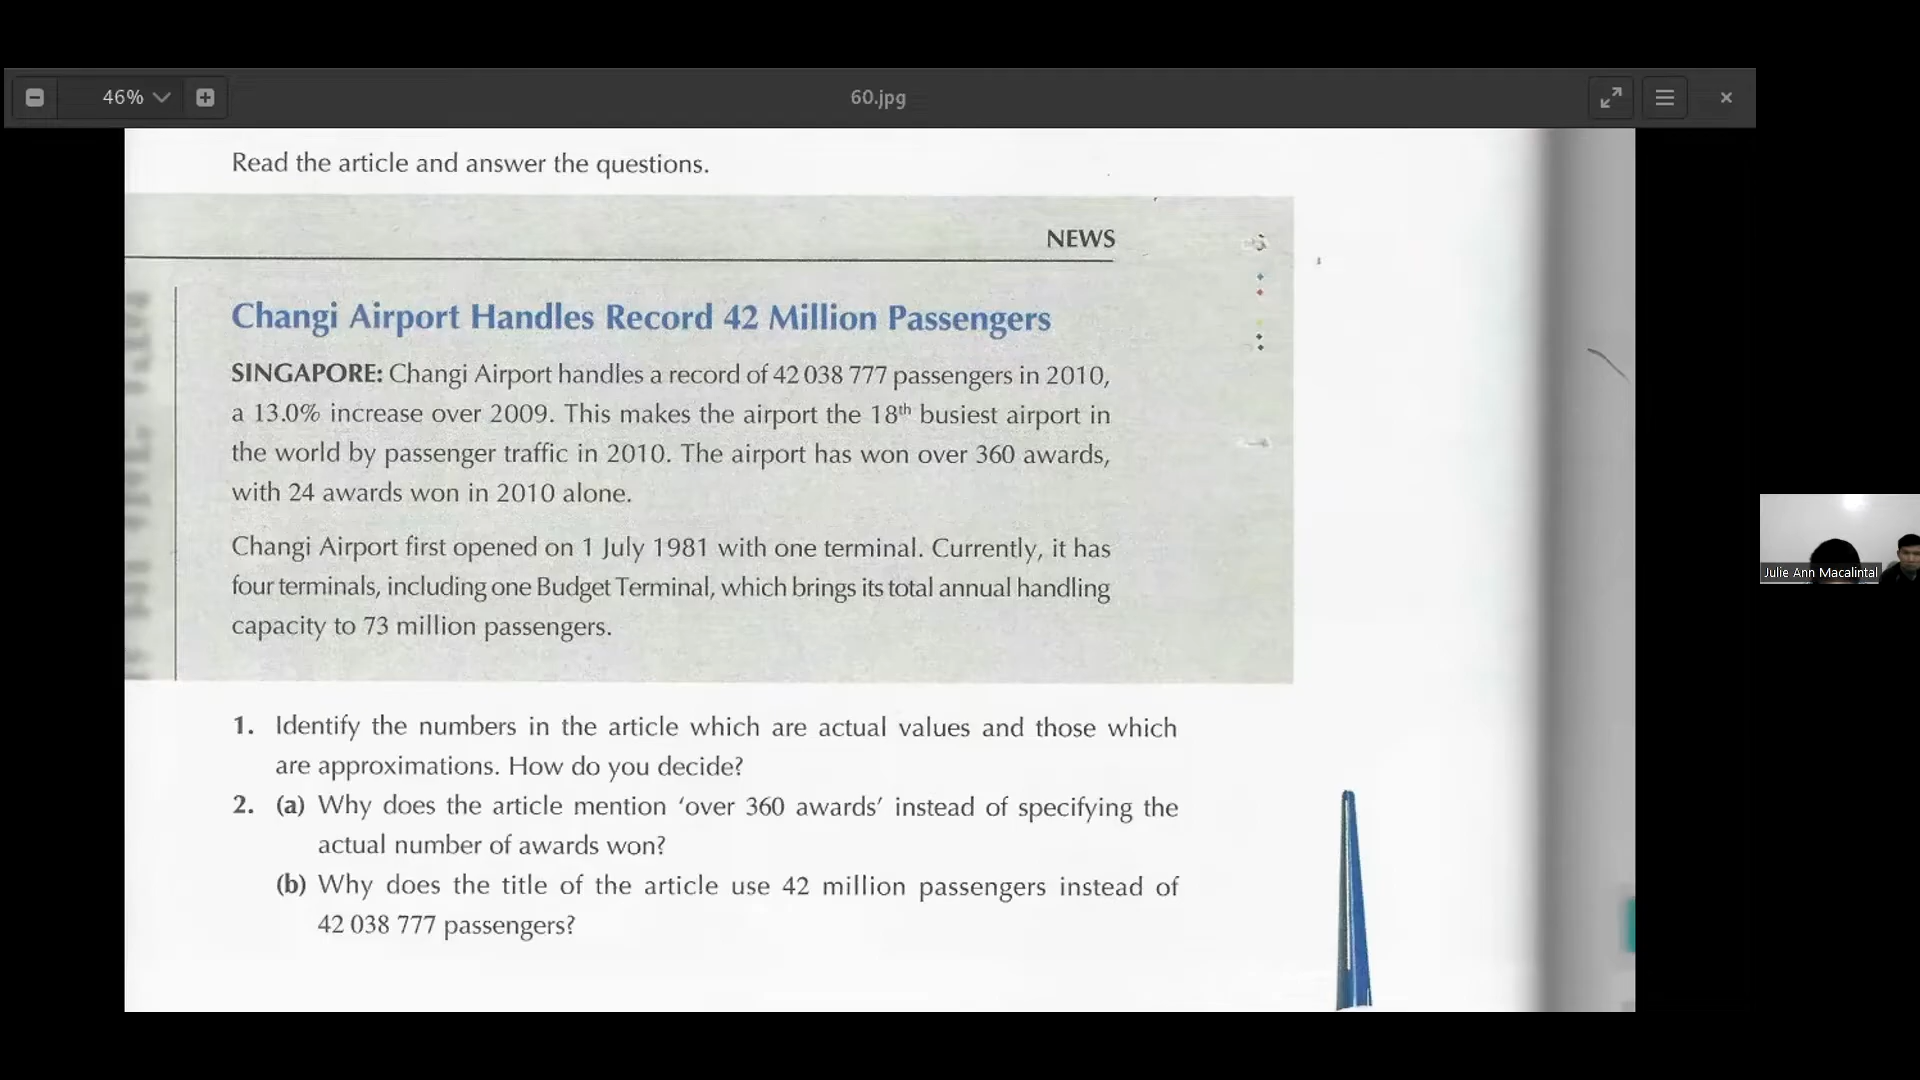 46%
60.jpg
Read the article and answer the questions.
NEWS
Changi Airport Handles Record 42 Million Passengers
SINGAPORE: Changi Airport handles a record of 42 038 777 passengers in 2010,
a 13.0% increase over 2009. This makes the airport the 18th busiest airport in
the world by passenger traffic in 2010. The airport has won over 360 awards,
with 24 awards won in 2010 alone.
Changi Airport first opened on 1 July 1981 with one terminal. Currently, it has
four terminals, including one Budget Terminal, which brings its total annual handling
capacity to 73 million passengers.
1. Identify the numbers in the article which are actual values and those which
are approximations. How do you decide?
2. (a) Why does the article mention ‘over 360 awards’ instead of specifying the
actual number of awards won?
(b) Why does the title of the article use 42 million passengers instead of
42 038 777 passengers?
Julie Ann Macalintal